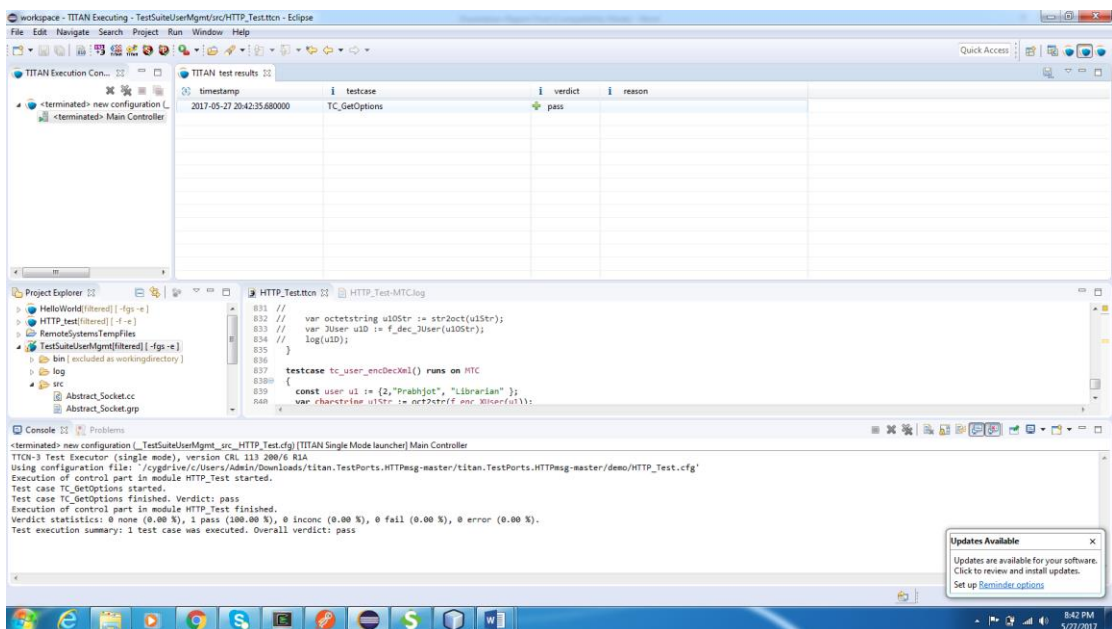 workspace - TITAN Executing - TestSuiteUserMgmt/src/HTTP_Test.ttcn - Eclipse
File Edit Navigate Search Project Run Window Help
Quick Access
TITAN Execution Con...
TITAN test results
timestamp testcase verdict reason
<terminated> new configuration (_
2017-05-27 20:42:35.680000 TC_GetOptions pass
<terminated> Main Controller
Project Explorer
HTTP_Test.ttcn HTTP_Test-MTC.log
HelloWorld[filtered] [ -fgs -e ]
HTTP_test[filtered] [ -f -e ]
RemoteSystemsTempFiles
TestSuiteUserMgmt[filtered] [ -fgs -e ]
bin [ excluded as workingdirectory ]
log
src
Abstract_Socket.cc
Abstract_Socket.grp
831 //
832 // var octetstring u1OStr := str2oct(u1Str);
833 // var JUser u1D := f_dec_JUser(u1OStr);
834 // log(u1D);
835 }
836
837 testcase tc_user_encDecXml() runs on MTC
838 {
839 const user u1 := {2,"Prabhjot", "Librarian" };
840 var charstring u1Str := oct2str(f_enc_XUser(u1));
Console Problems
<terminated> new configuration (__TestSuiteUserMgmt__src__HTTP_Test.cfg) [TITAN Single Mode launcher] Main Controller
TTCN-3 Test Executor (single mode), version CRL 113 200/6 R1A
Using configuration file: `/cygdrive/c/Users/Admin/Downloads/titan.TestPorts.HTTPmsg-master/titan.TestPorts.HTTPmsg-master/demo/HTTP_Test.cfg'
Execution of control part in module HTTP_Test started.
Test case TC_GetOptions started.
Test case TC_GetOptions finished. Verdict: pass
Execution of control part in module HTTP_Test finished.
Verdict statistics: 0 none (0.00 %), 1 pass (100.00 %), 0 inconc (0.00 %), 0 fail (0.00 %), 0 error (0.00 %).
Test execution summary: 1 test case was executed. Overall verdict: pass
Updates Available
Updates are available for your software.
Click to review and install updates.
Set up Reminder options
8:42 PM
5/27/2017